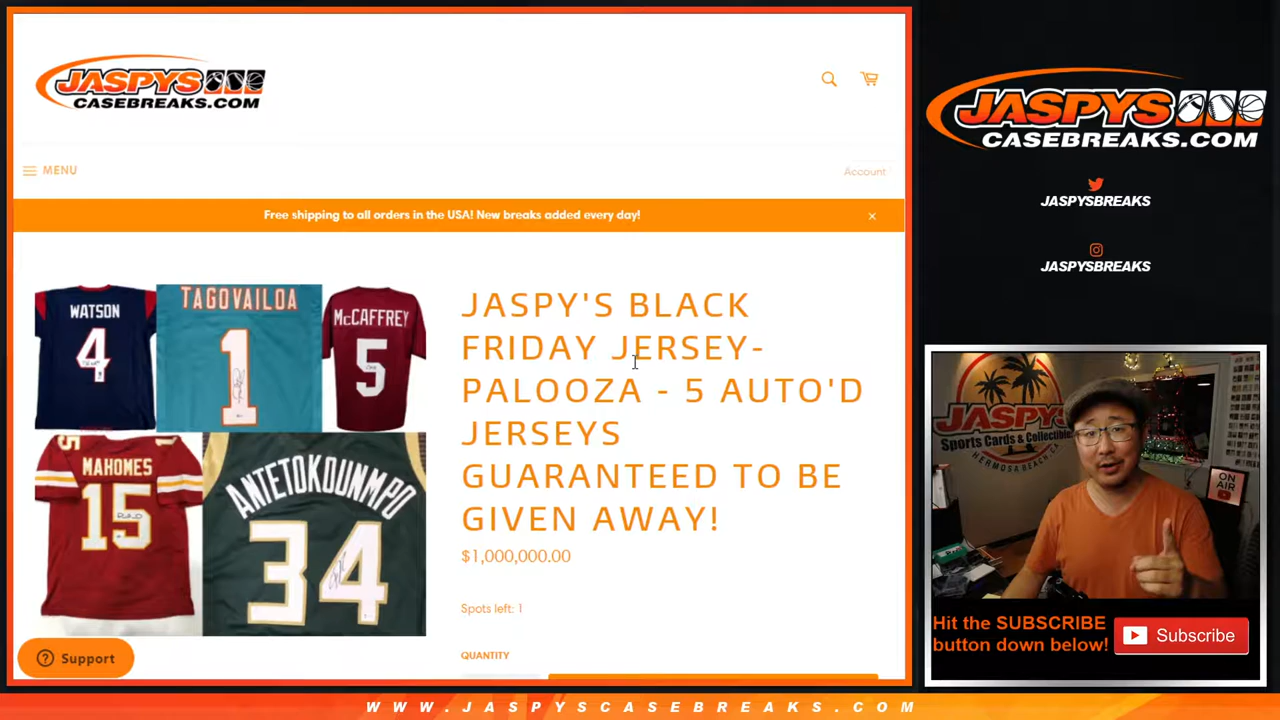 JASPYS
CASEBREAKS.COM
MENU
Account
Free shipping to all orders in the USA! New breaks added every day!
×
WATSON
4
TAGOVAILOA
1
McCAFFREY
5
MAHOMES
15
ANTETOKOUNMPO
34
JASPY'S BLACK
FRIDAY JERSEY-
PALOOZA - 5 AUTO'D
JERSEYS
GUARANTEED TO BE
GIVEN AWAY!
$1,000,000.00
Spots left: 1
QUANTITY
Support
JASPYS
CASEBREAKS.COM
JASPYSBREAKS
JASPYSBREAKS
JASPYS
Sports Cards & Collectibles
HERMOSA BEACH, CA
ON AIR
Hit the SUBSCRIBE
button down below!
Subscribe
WWW.JASPYSCASEBREAKS.COM